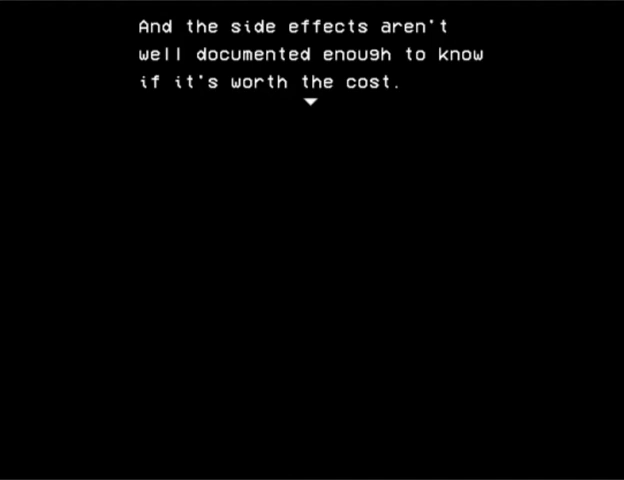 And the side effects aren't
well documented enough to know
if it's worth the cost.